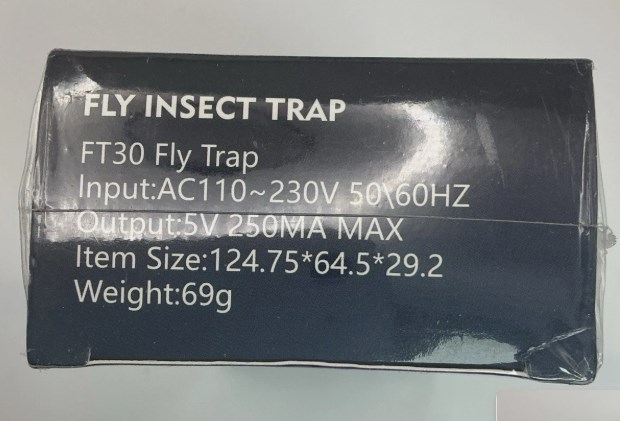 FLY INSECT TRAP
FT30 Fly Trap
Input:AC110~230V 50\60HZ
Output:5V 250MA MAX
Item Size:124.75*64.5*29.2
Weight:69g